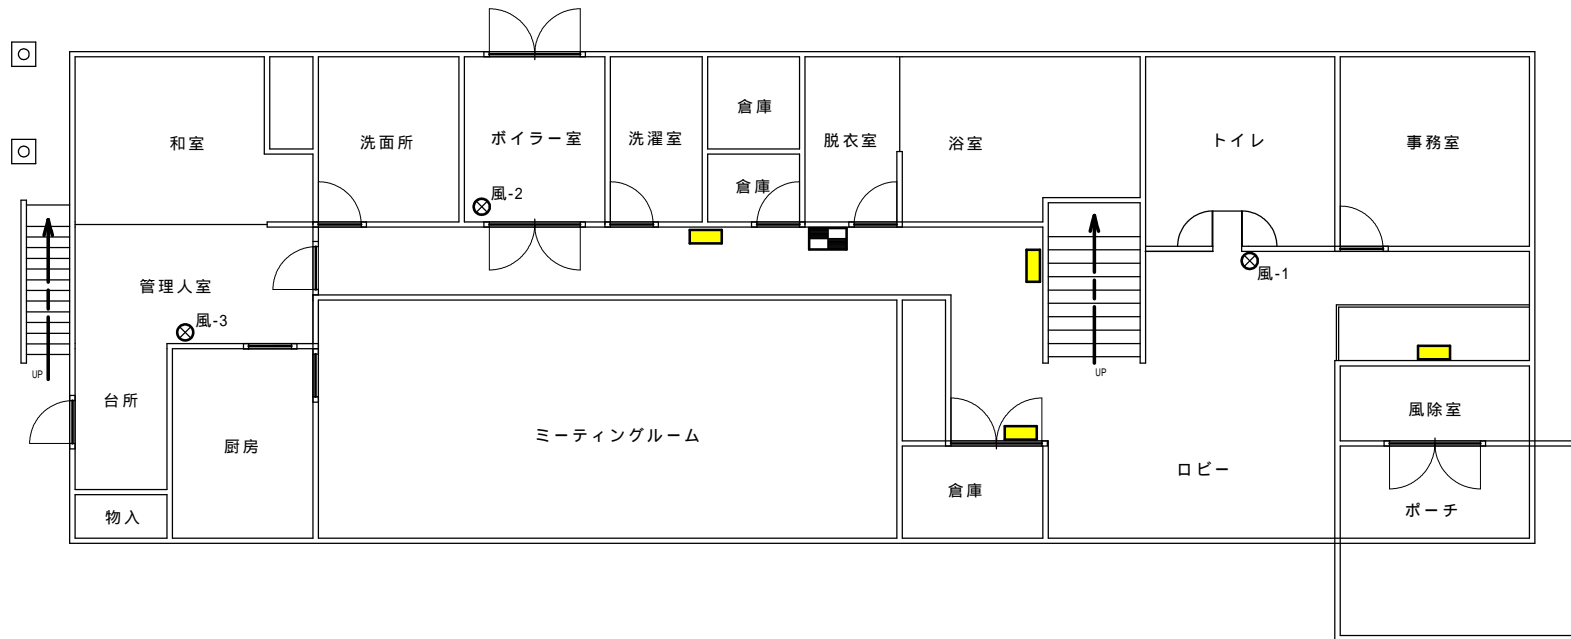 和室
洗面所
ボイラー室
洗濯室
倉庫
倉庫
脱衣室
浴室
トイレ
事務室
風-2
風-1
管理人室
風-3
UP
UP
台所
厨房
ミーティングルーム
風除室
ロビー
倉庫
ポーチ
物入